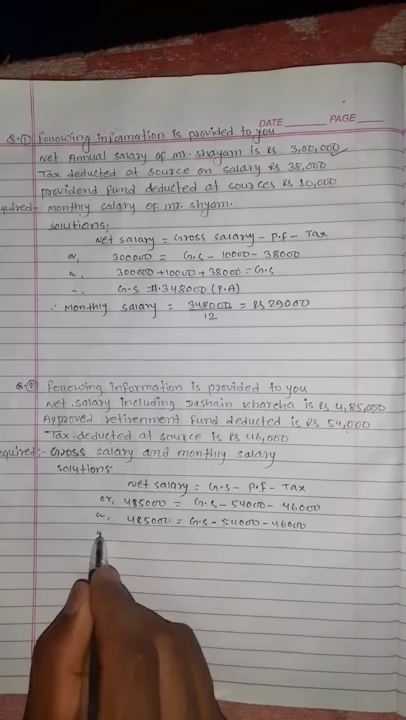 DATE ______ PAGE ____
Q.① Following information is provided to you
Net Annual salary of mr. shayam is Rs 3,00,000
Tax deducted at source on salary Rs 38,000
providend fund deducted at sources Rs 10,000
quired:- monthly salary of mr. shyam.
solutions:
Net salary = Gross salary - P.F - Tax
or, 300000 = G.S - 10000 - 38000
or, 300000 + 10000 + 38000 = G.S
∴ G.S = Rs. 348000 (P.A)
∴ Monthly salary = 348000/12 = Rs 29000
Q.② Following information is provided to you
Net salary including Dashain kharcha is Rs 4,85,000
Approved retirenment fund deducted is Rs 54,000
Tax deducted at source is Rs 46,000
equired:- Gross salary and monthly salary
solutions:
Net salary = G.S - P.f - Tax
or, 485000 = G.S - 54000 - 46000
or, 485000 = G.S - 54000 - 46000